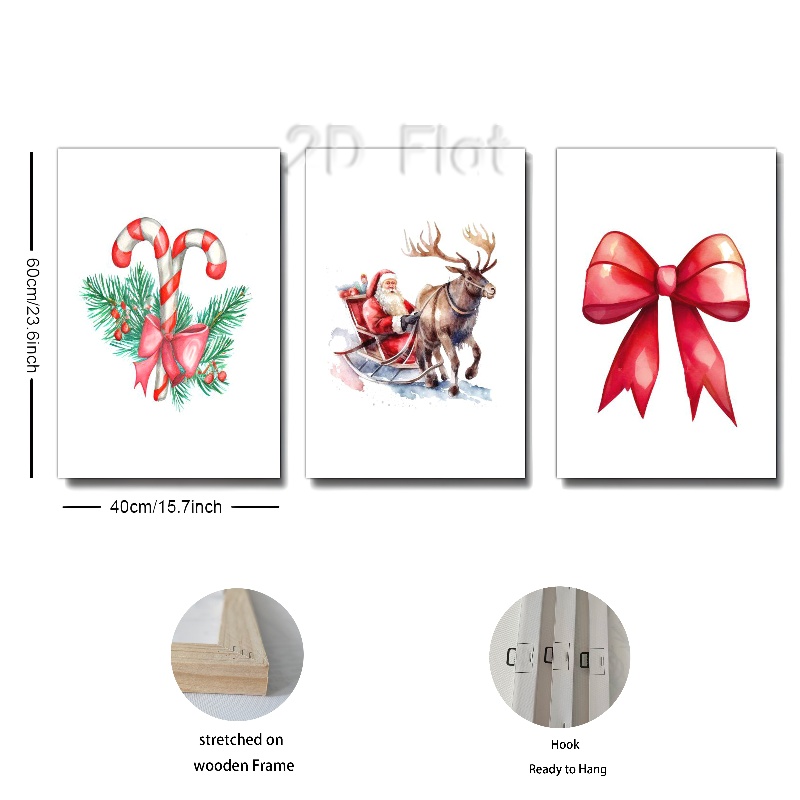 2D Flat
60cm/23.6inch
40cm/15.7inch
stretched on
wooden Frame
Hook
Ready to Hang